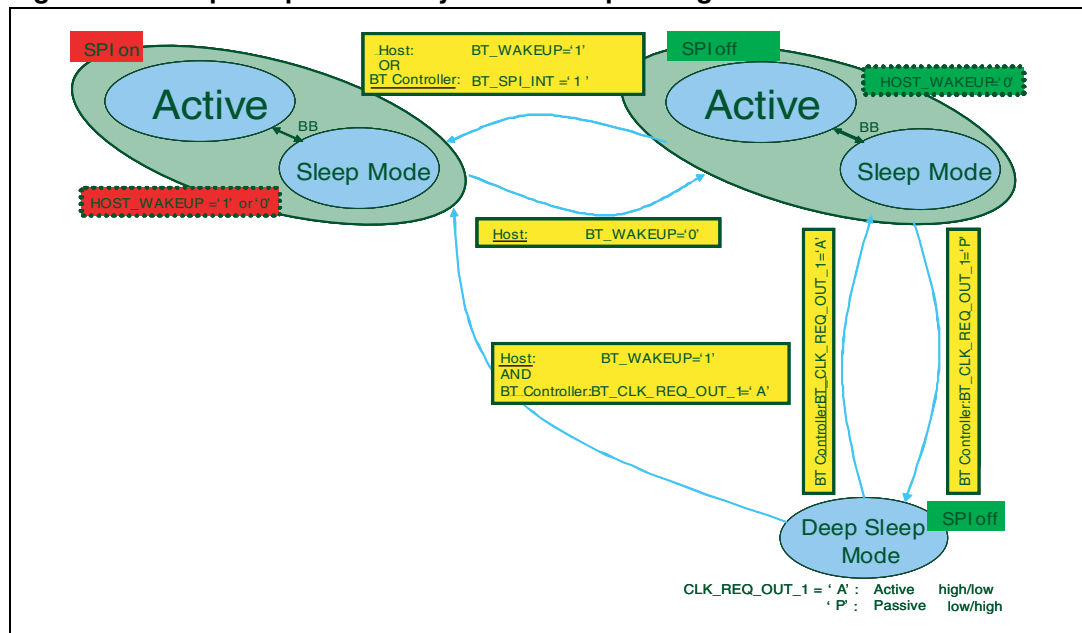 SPI on
Active
BB
Sleep Mode
HOST_WAKEUP ='1' or '0'
Host: BT_WAKEUP='1'
OR
BT Controller: BT_SPI_INT ='1 '
SPI off
HOST_WAKEUP='0'
Active
BB
Sleep Mode
Host: BT_WAKEUP='0'
Host: BT_WAKEUP='1'
AND
BT Controller:BT_CLK_REQ_OUT_1=' A'
BT Controller:BT_CLK_REQ_OUT_1='A'
BT Controller:BT_CLK_REQ_OUT_1='P'
Deep Sleep
Mode
SPI off
CLK_REQ_OUT_1 = ' A' : Active high/low
' P' : Passive low/high